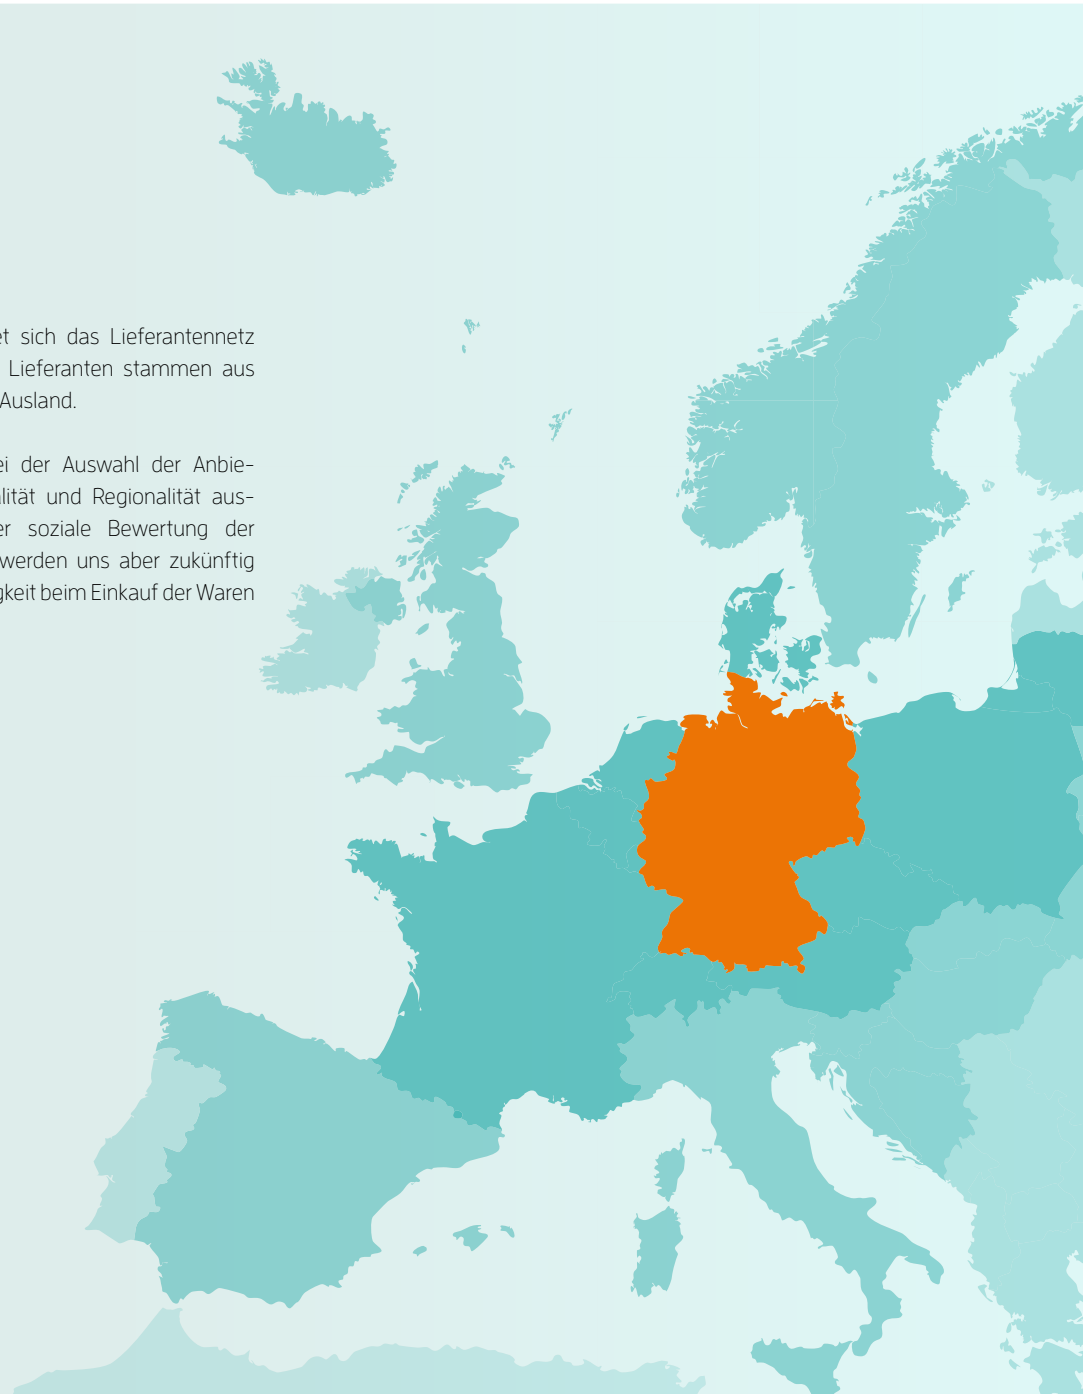 et sich das Lieferantennetz
Lieferanten stammen aus
Ausland.
ei der Auswahl der Anbie-
lität und Regionalität aus-
er soziale Bewertung der
werden uns aber zukünftig
gkeit beim Einkauf der Waren